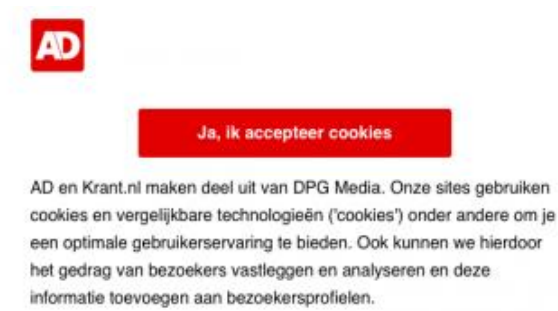 AD
Ja, ik accepteer cookies
AD en Krant.nl maken deel uit van DPG Media. Onze sites gebruiken
cookies en vergelijkbare technologieën ('cookies') onder andere om je
een optimale gebruikerservaring te bieden. Ook kunnen we hierdoor
het gedrag van bezoekers vastleggen en analyseren en deze
informatie toevoegen aan bezoekersprofielen.